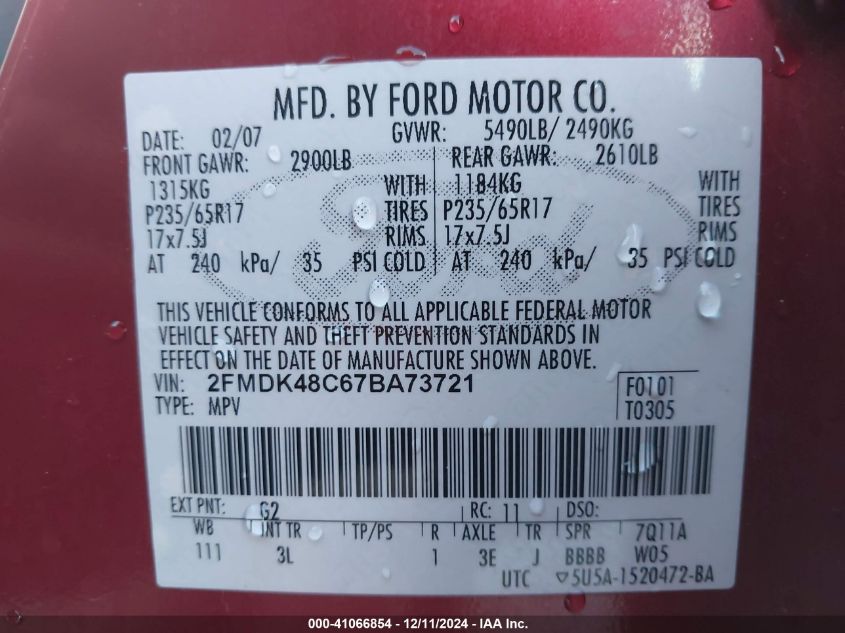 MFD. BY FORD MOTOR CO.
DATE: 02/07 GVWR: 5490LB/ 2490KG
FRONT GAWR: 2900LB REAR GAWR: 2610LB
1315KG WITH 1184KG WITH
P235/65R17 TIRES P235/65R17 TIRES
17x7.5J RIMS 17x7.5J RIMS
AT 240 kPa/ 35 PSI COLD AT 240 kPa/ 35 PSI COLD
THIS VEHICLE CONFORMS TO ALL APPLICABLE FEDERAL MOTOR
VEHICLE SAFETY AND THEFT PREVENTION STANDARDS IN
EFFECT ON THE DATE OF MANUFACTURE SHOWN ABOVE.
VIN: 2FMDK48C67BA73721 F0101
TYPE: MPV T0305
EXT PNT: G2 RC: 11 DSO:
WB INT TR TP/PS R AXLE TR SPR 7Q11A
111 3L 1 3E J BBBB W05
UTC ▽5U5A-1520472-BA
000-41066854 - 12/11/2024 - IAA Inc.